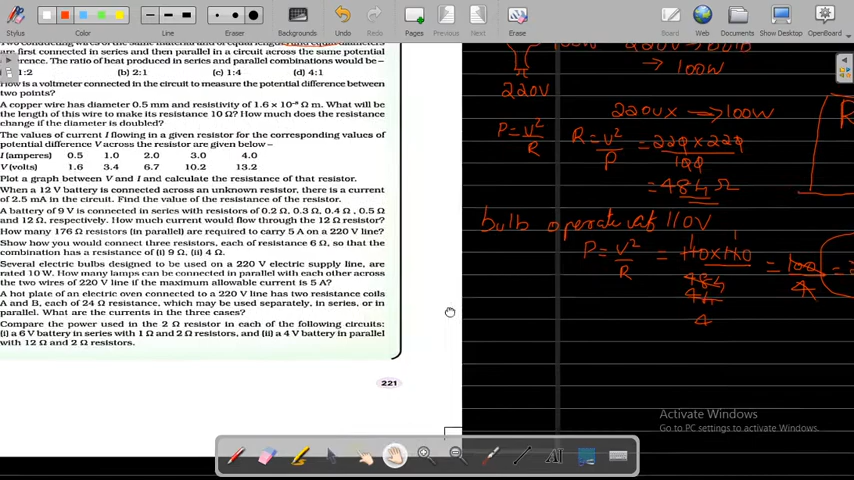 Stylus
Color
Line
Eraser
Backgrounds
Undo
Pages
Previous
Next
Erase
Web
Documents
Show Desktop
OpenBoard
Two conducting wires of the same material and of equal lengths and equal diameters
are first connected in series and then parallel in a circuit across the same potential
erence. The ratio of heat produced in series and parallel combinations would be –
1:2 (b) 2:1 (c) 1:4 (d) 4:1
How is a voltmeter connected in the circuit to measure the potential difference between
two points?
A copper wire has diameter 0.5 mm and resistivity of 1.6 × 10⁻⁸ Ω m. What will be
the length of this wire to make its resistance 10 Ω? How much does the resistance
change if the diameter is doubled?
The values of current I flowing in a given resistor for the corresponding values of
potential difference V across the resistor are given below –
I (amperes) 0.5 1.0 2.0 3.0 4.0
V (volts) 1.6 3.4 6.7 10.2 13.2
Plot a graph between V and I and calculate the resistance of that resistor.
When a 12 V battery is connected across an unknown resistor, there is a current
of 2.5 mA in the circuit. Find the value of the resistance of the resistor.
A battery of 9 V is connected in series with resistors of 0.2 Ω, 0.3 Ω, 0.4 Ω , 0.5 Ω
and 12 Ω, respectively. How much current would flow through the 12 Ω resistor?
How many 176 Ω resistors (in parallel) are required to carry 5 A on a 220 V line?
Show how you would connect three resistors, each of resistance 6 Ω, so that the
combination has a resistance of (i) 9 Ω, (ii) 4 Ω.
Several electric bulbs designed to be used on a 220 V electric supply line, are
rated 10 W. How many lamps can be connected in parallel with each other across
the two wires of 220 V line if the maximum allowable current is 5 A?
A hot plate of an electric oven connected to a 220 V line has two resistance coils
A and B, each of 24 Ω resistance, which may be used separately, in series, or in
parallel. What are the currents in the three cases?
Compare the power used in the 2 Ω resistor in each of the following circuits:
(i) a 6 V battery in series with 1 Ω and 2 Ω resistors, and (ii) a 4 V battery in parallel
with 12 Ω and 2 Ω resistors.
221
100W 220V → bulb
→ 100W
220V
220V → 100W
P=V²/R R=V²/P = 220 × 220/100
= 484 Ω
bulb operate at 110V
P=V²/R = 110 × 110/484 = 100/4 = 2
44
4
R
Activate Windows
Go to PC settings to activate Windows.